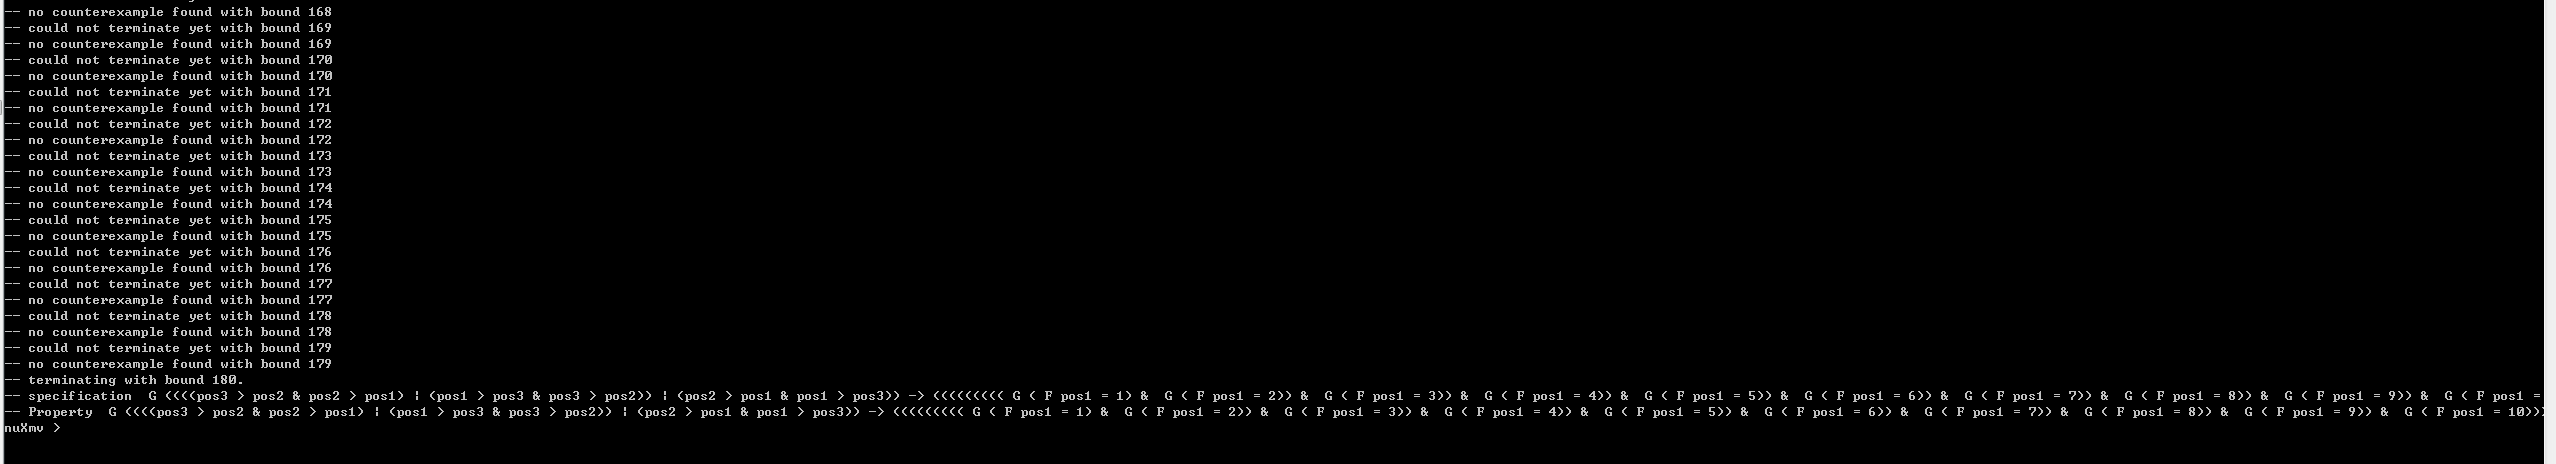 -- no counterexample found with bound 168
-- could not terminate yet with bound 169
-- no counterexample found with bound 169
-- could not terminate yet with bound 170
-- no counterexample found with bound 170
-- could not terminate yet with bound 171
-- no counterexample found with bound 171
-- could not terminate yet with bound 172
-- no counterexample found with bound 172
-- could not terminate yet with bound 173
-- no counterexample found with bound 173
-- could not terminate yet with bound 174
-- no counterexample found with bound 174
-- could not terminate yet with bound 175
-- no counterexample found with bound 175
-- could not terminate yet with bound 176
-- no counterexample found with bound 176
-- could not terminate yet with bound 177
-- no counterexample found with bound 177
-- could not terminate yet with bound 178
-- no counterexample found with bound 178
-- could not terminate yet with bound 179
-- no counterexample found with bound 179
-- terminating with bound 180.
-- specification  G ((((pos3 > pos2 & pos2 > pos1) | (pos1 > pos3 & pos3 > pos2)) | (pos2 > pos1 & pos1 > pos3)) -> ((((((((( G ( F pos1 = 1) &  G ( F pos1 = 2)) &  G ( F pos1 = 3)) &  G ( F pos1 = 4)) &  G ( F pos1 = 5)) &  G ( F pos1 = 6)) &  G ( F pos1 = 7)) &  G ( F pos1 = 8)) &  G ( F pos1 = 9)) &  G ( F pos1 =
-- Property  G ((((pos3 > pos2 & pos2 > pos1) | (pos1 > pos3 & pos3 > pos2)) | (pos2 > pos1 & pos1 > pos3)) -> ((((((((( G ( F pos1 = 1) &  G ( F pos1 = 2)) &  G ( F pos1 = 3)) &  G ( F pos1 = 4)) &  G ( F pos1 = 5)) &  G ( F pos1 = 6)) &  G ( F pos1 = 7)) &  G ( F pos1 = 8)) &  G ( F pos1 = 9)) &  G ( F pos1 = 10)))
nuXmv >